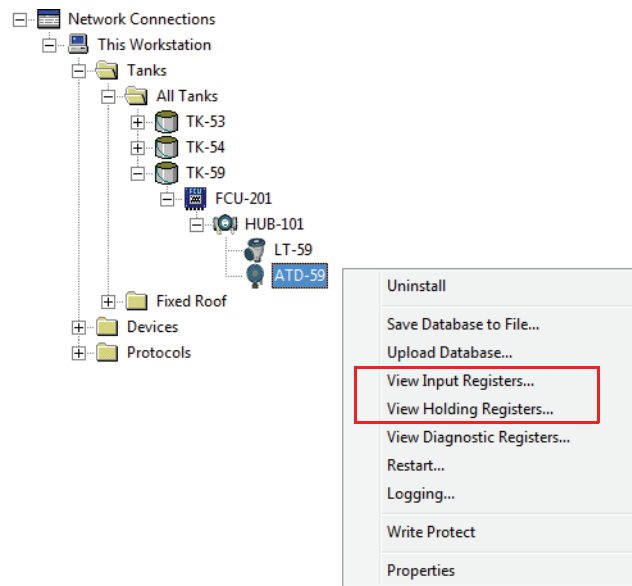 Network Connections
This Workstation
Tanks
All Tanks
TK-53
TK-54
TK-59
FCU
FCU-201
HUB-101
LT-59
ATD-59
Fixed Roof
Devices
Protocols
Uninstall
Save Database to File...
Upload Database...
View Input Registers...
View Holding Registers...
View Diagnostic Registers...
Restart...
Logging...
Write Protect
Properties